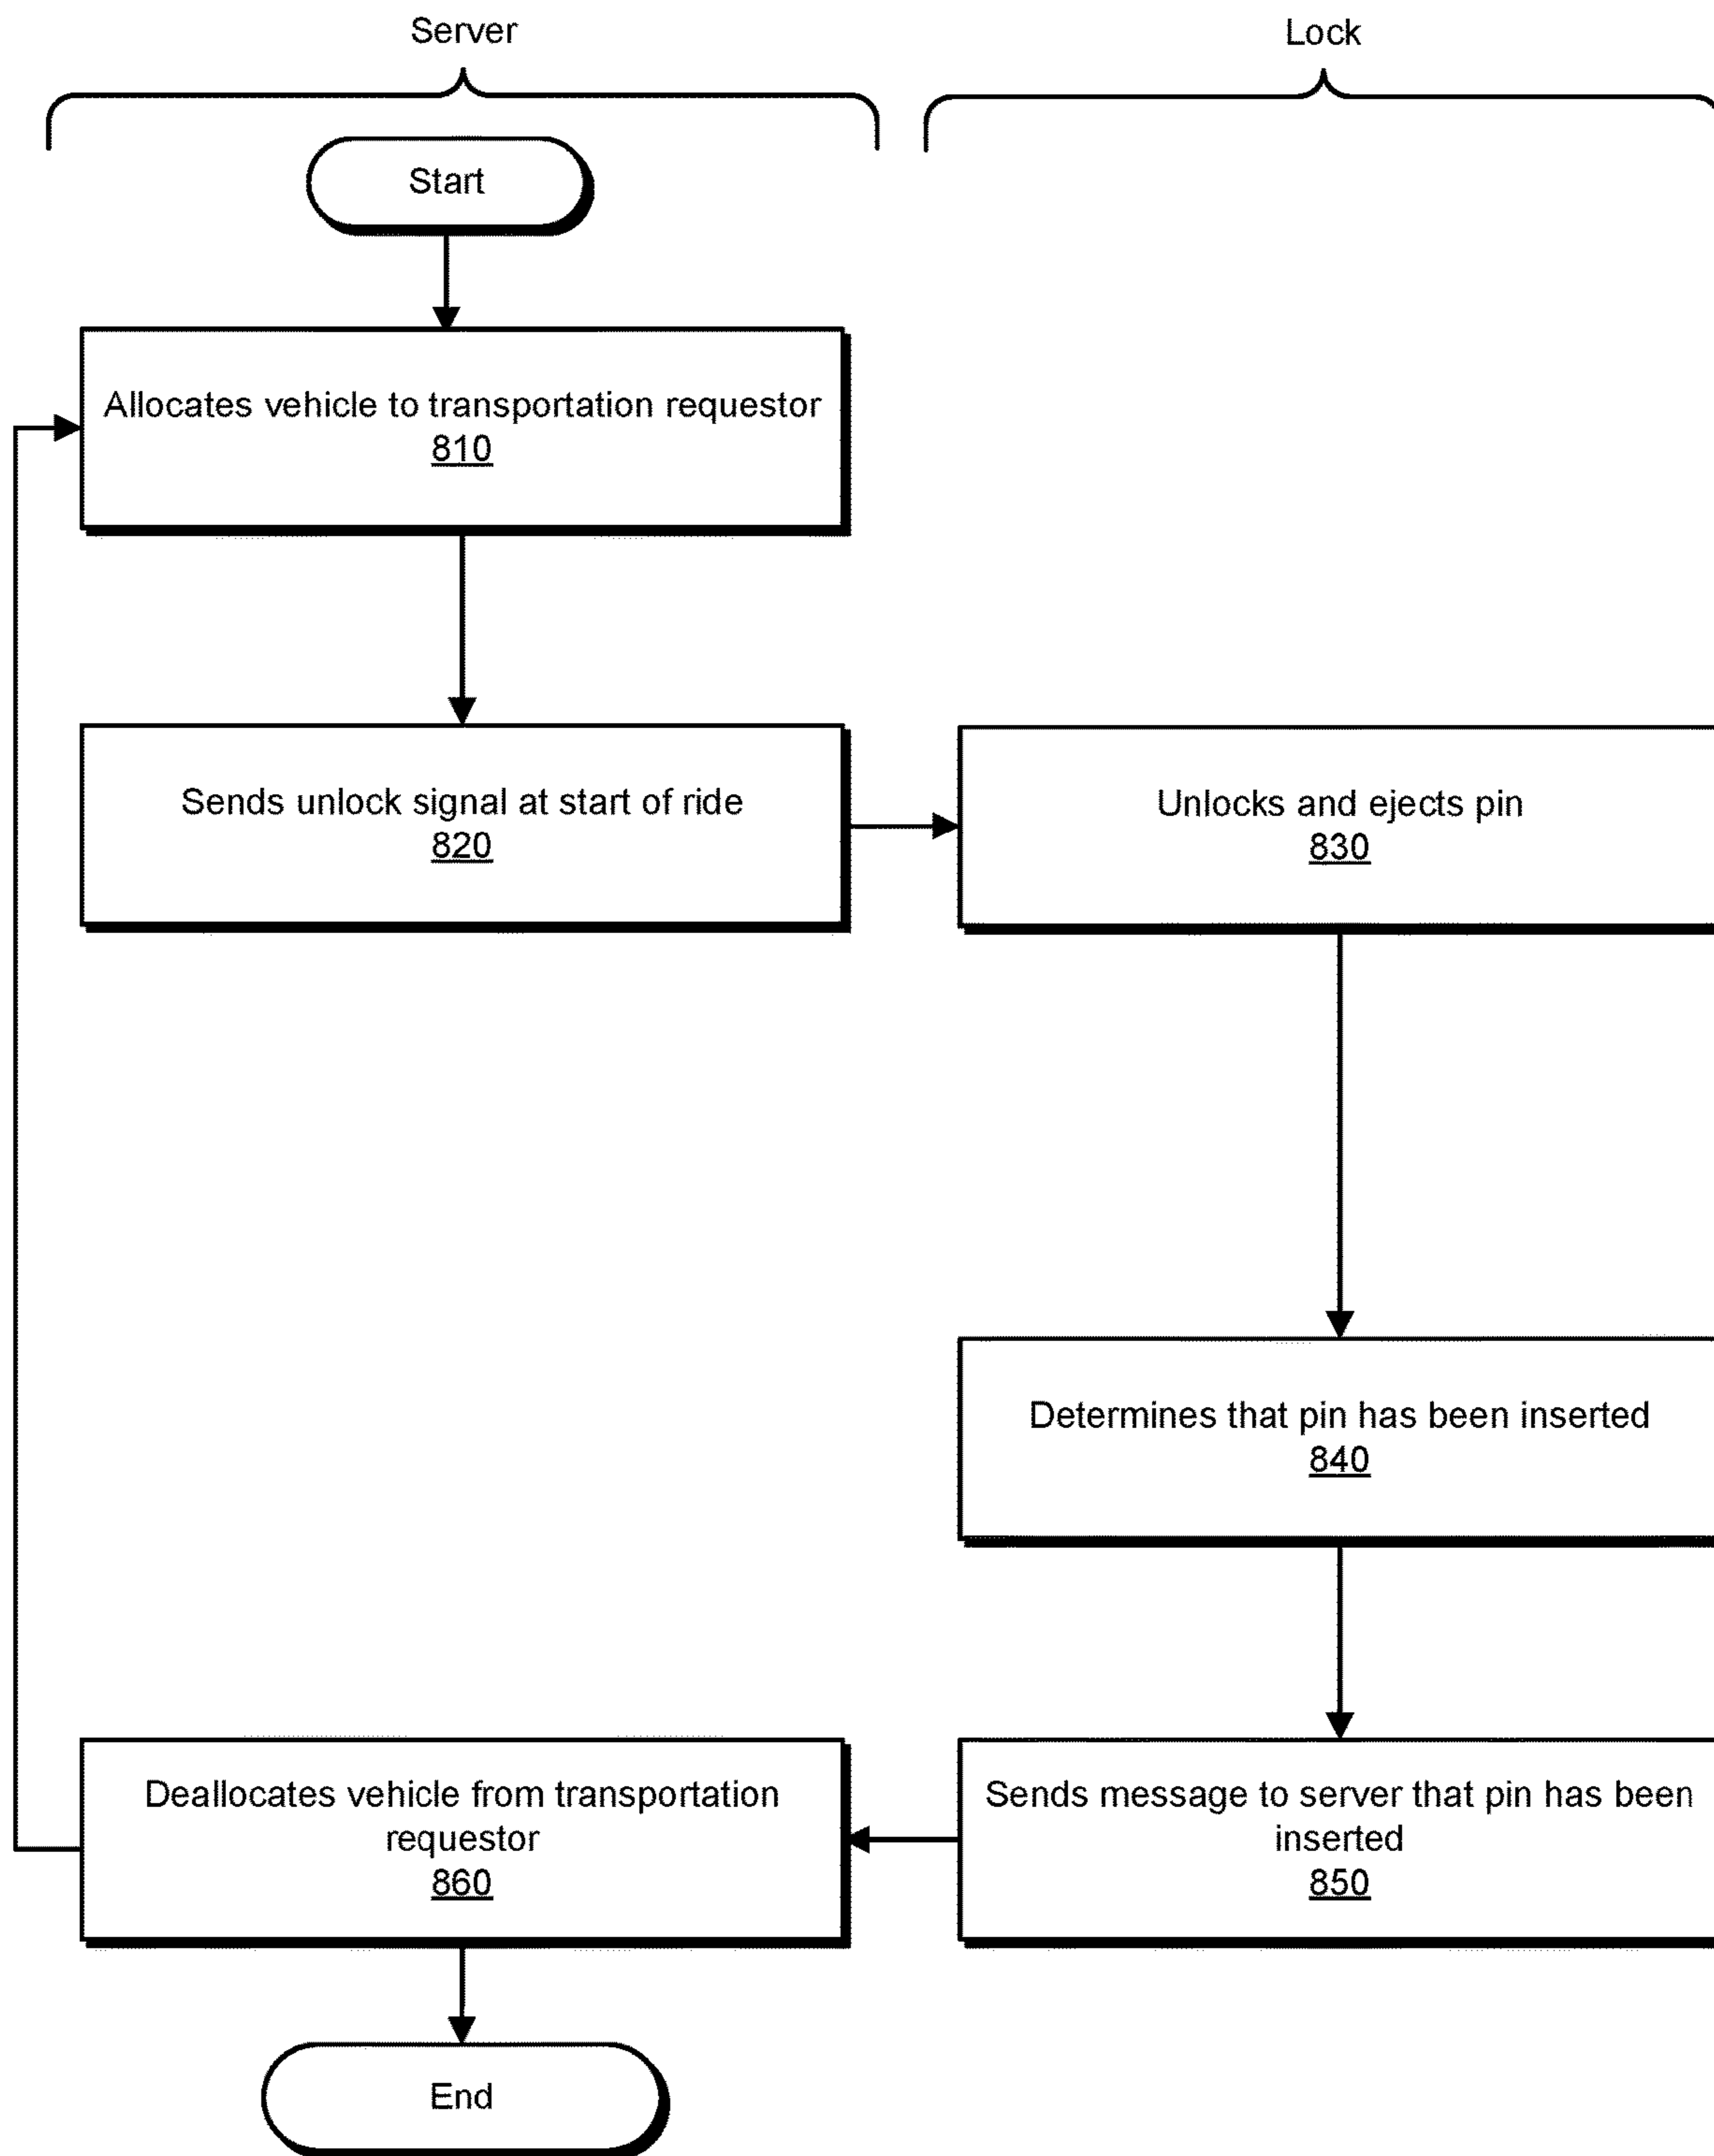 Server
Lock
Start
Allocates vehicle to transportation requestor
810
Sends unlock signal at start of ride
820
Unlocks and ejects pin
830
Determines that pin has been inserted
840
Deallocates vehicle from transportation
requestor
860
Sends message to server that pin has been
inserted
850
End